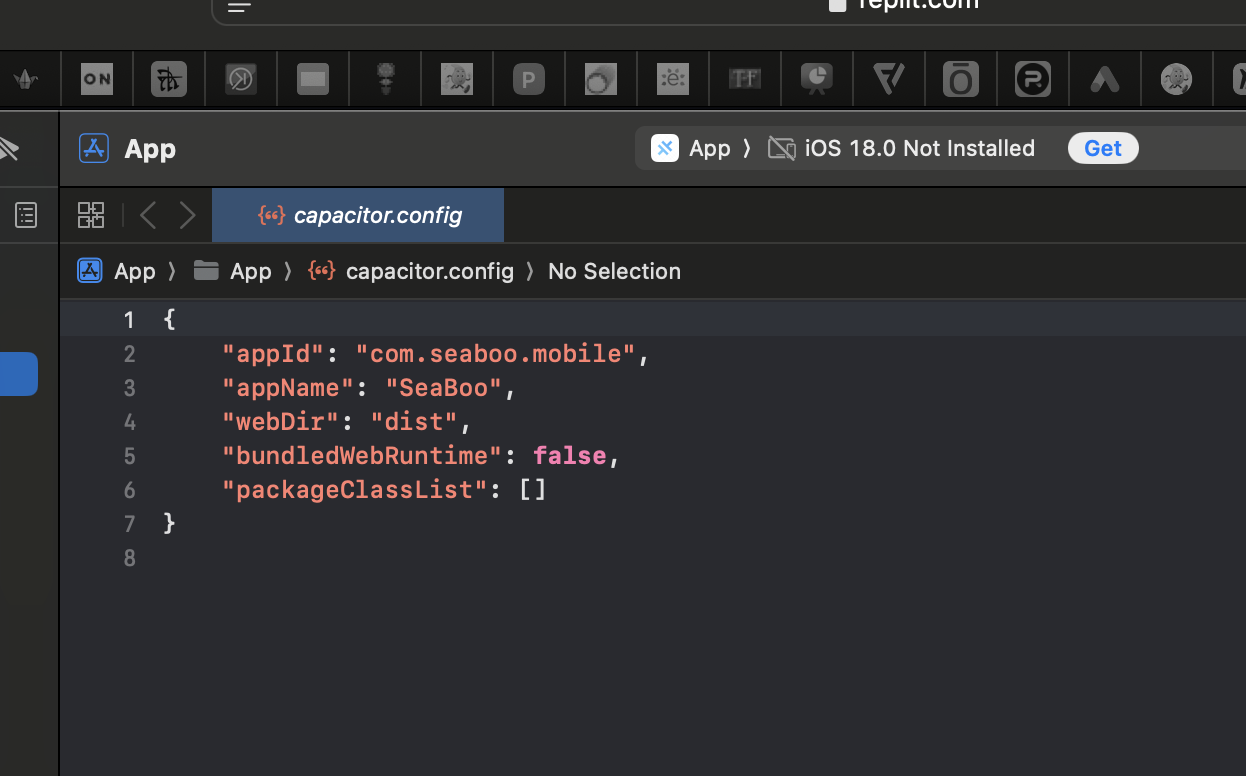 replit.com
ON
P
TF
App
App 〉 iOS 18.0 Not Installed
Get
capacitor.config
App 〉 App 〉 capacitor.config 〉 No Selection
1 {
2 "appId": "com.seaboo.mobile",
3 "appName": "SeaBoo",
4 "webDir": "dist",
5 "bundledWebRuntime": false,
6 "packageClassList": []
7 }
8